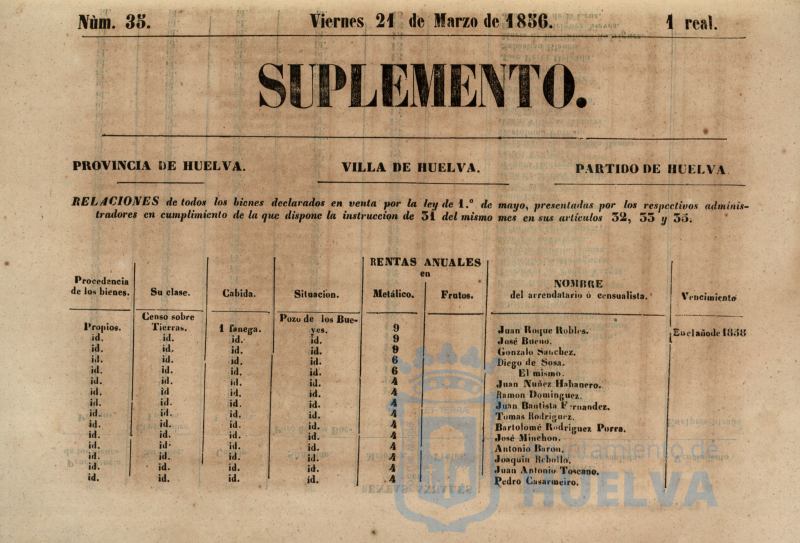 Núm. 35. Viernes 21 de Marzo de 1856. 1 real.
SUPLEMENTO.
PROVINCIA DE HUELVA. VILLA DE HUELVA. PARTIDO DE HUELVA
RELACIONES de todos los bienes declarados en venta por la ley de 1.º de mayo, presentadas por los respectivos adminis-
tradores en cumplimiento de la que dispone la instruccion de 31 del mismo mes en sus artículos 32, 33 y 35.
RENTAS ANUALES
en
Procedencia de los bienes. Su clase. Cabida. Situacion. Metálico. Frutos. NOMBRE del arrendatario ó censualista. Vencimiento
Propios. Censo sobre Tierras. 1 fanega. Pozo de los Bue-yes. 9 Juan Roque Robles. En el año de 1858
id. id. id. id. 9 José Bueno.
id. id. id. id. 9 Gonzalo Sanchez.
id. id. id. id. 6 Diego de Sosa.
id. id. id. id. 6 El mismo.
id. id. id. id. 4 Juan Nuñez Habanero.
id. id. id. id. 4 Ramon Dominguez.
id. id. id. id. 4 Juan Bautista Fernandez.
id. id. id. id. 4 Tomas Rodriguez.
id. id. id. id. 4 Bartolomé Rodriguez Porra.
id. id. id. id. 4 José Minchon.
id. id. id. id. 4 Antonio Baron.
id. id. id. id. 4 Joaquin Rebollo.
id. id. id. id. 4 Juan Antonio Toscano.
id. id. id. id. 4 Pedro Casarmeiro.
Ayuntamiento de
HUELVA